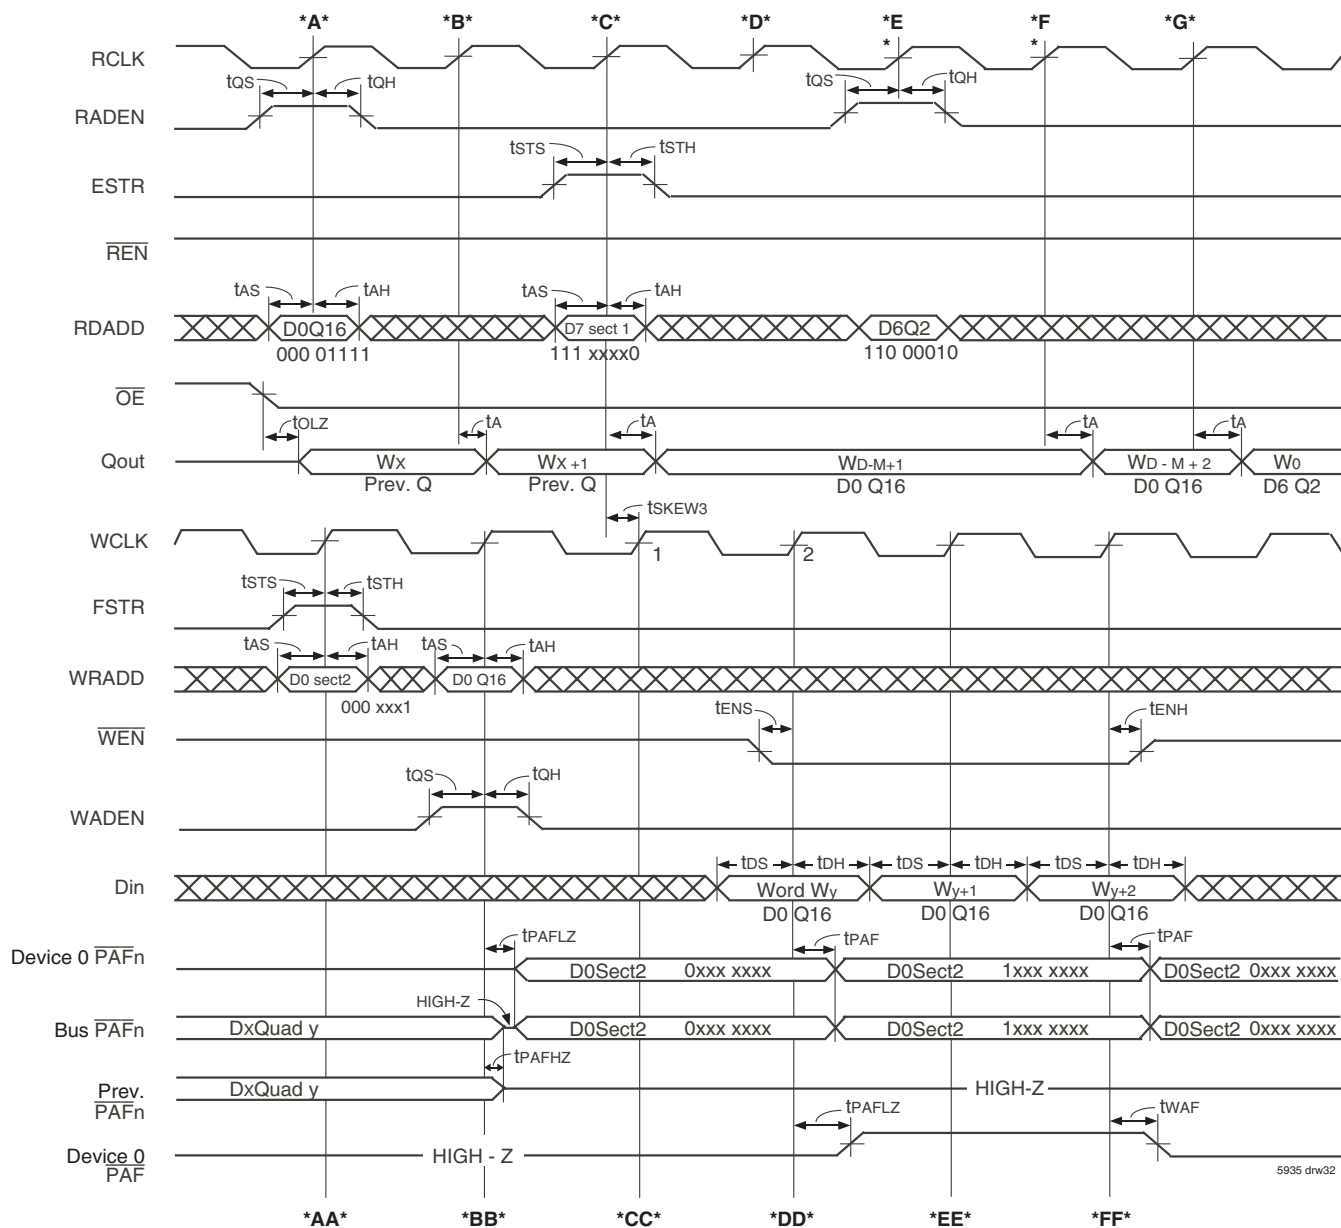 *A* *B* *C* *D* *E* *F* *G*
RCLK
tQS tQH tQS tQH
RADEN
tSTS tSTH
ESTR
REN
tAS tAH tAS tAH
RDADD D0Q16 D7 sect 1 D6Q2
000 01111 111 xxxx0 110 00010
OE
tOLZ tA tA tA tA
Qout WX WX +1 WD-M+1 WD - M + 2 W0
Prev. Q Prev. Q D0 Q16 D0 Q16 D6 Q2
tSKEW3
WCLK 1 2
tSTS tSTH
FSTR
tAS tAH tAS tAH
WRADD D0 sect2 D0 Q16
000 xxx1
tENS tENH
WEN
tQS tQH
WADEN
tDS tDH tDS tDH tDS tDH
Din Word Wy Wy+1 Wy+2
D0 Q16 D0 Q16 D0 Q16
tPAFLZ tPAF tPAF
Device 0 PAFn D0Sect2 0xxx xxxx D0Sect2 1xxx xxxx D0Sect2 0xxx xxxx
HIGH-Z
Bus PAFn DxQuad y D0Sect2 0xxx xxxx D0Sect2 1xxx xxxx D0Sect2 0xxx xxxx
tPAFHZ
Prev. PAFn DxQuad y HIGH-Z
tPAFLZ tWAF
Device 0 PAF HIGH - Z
5935 drw32
*AA* *BB* *CC* *DD* *EE* *FF*